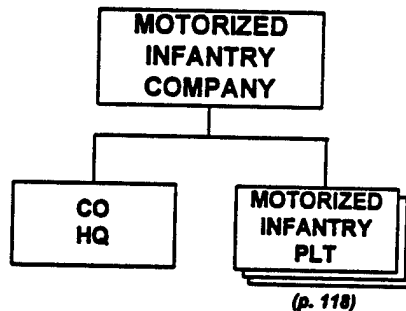 MOTORIZED
INFANTRY
COMPANY
CO
HQ
MOTORIZED
INFANTRY
PLT
(p. 118)